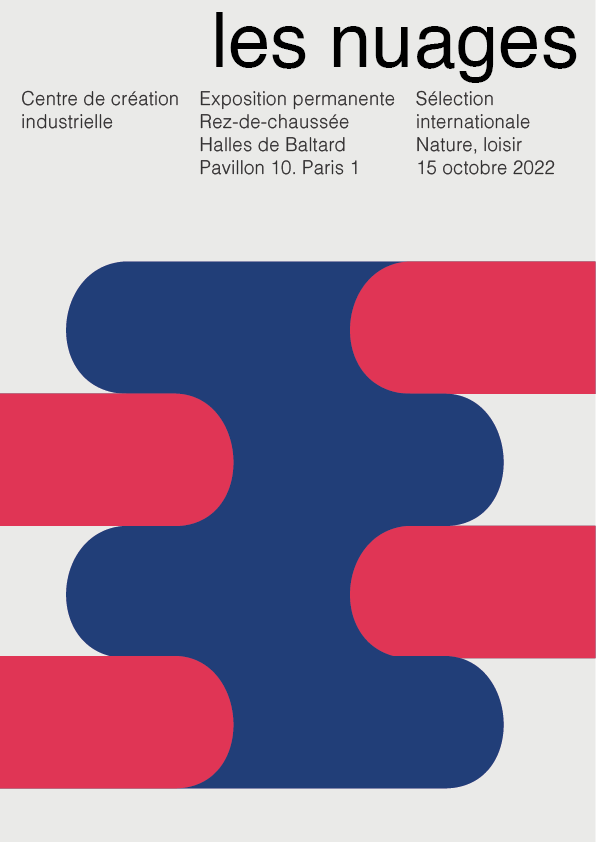 les nuages
Centre de création
industrielle
Exposition permanente
Rez-de-chaussée
Halles de Baltard
Pavillon 10. Paris 1
Sélection
internationale
Nature, loisir
15 octobre 2022